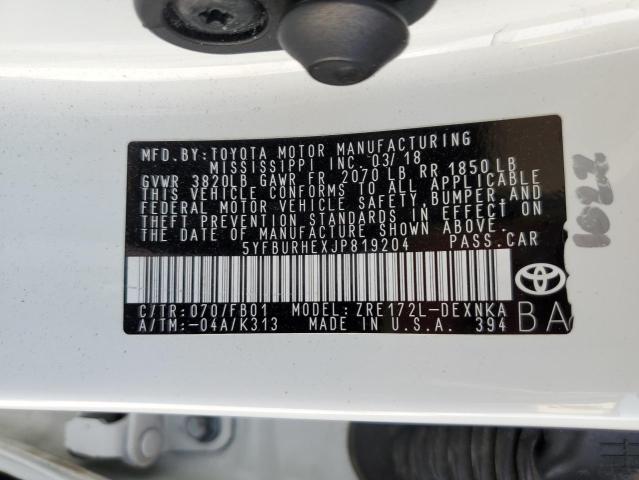 MFD.BY:TOYOTA MOTOR MANUFACTURING
MISSISSIPPI INC.03/18
GVWR 3820LB GAWR FR 2070 LB RR 1850 LB
THIS VEHICLE CONFORMS TO ALL APPLICABLE
FEDERAL MOTOR VEHICLE SAFETY,BUMPER,AND
THEFT PREVENTION STANDARDS IN EFFECT ON
THE DATE OF MANUFACTURE SHOWN ABOVE.
5YFBURHEXJP819204 PASS.CAR
C/TR:070/FB01 MODEL:ZRE172L-DEXNKA
A/TM:-04A/K313 MADE IN U.S.A. 394
BA